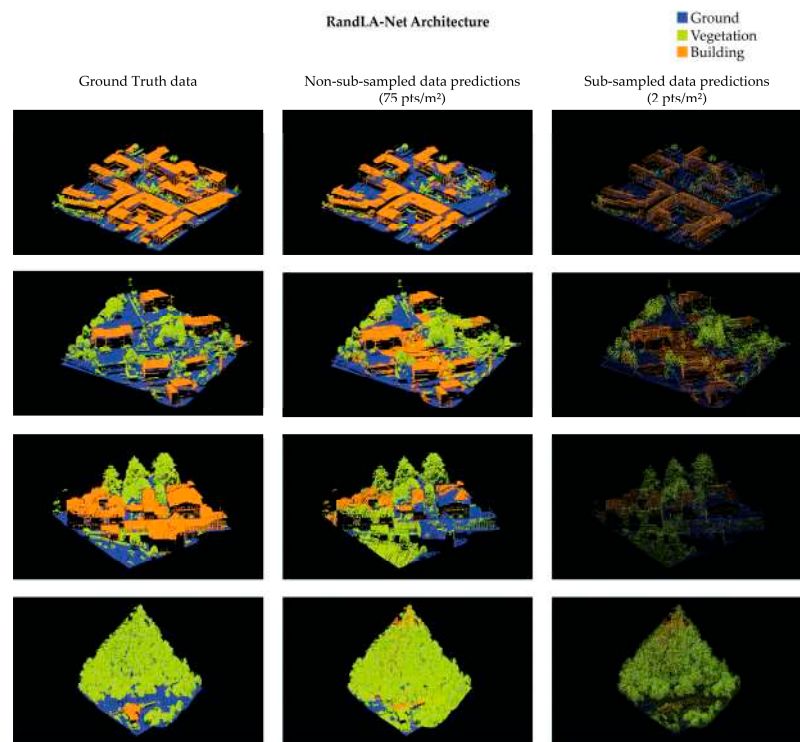 RandLA-Net Architecture
Ground
Vegetation
Building
Ground Truth data
Non-sub-sampled data predictions
(75 pts/m²)
Sub-sampled data predictions
(2 pts/m²)